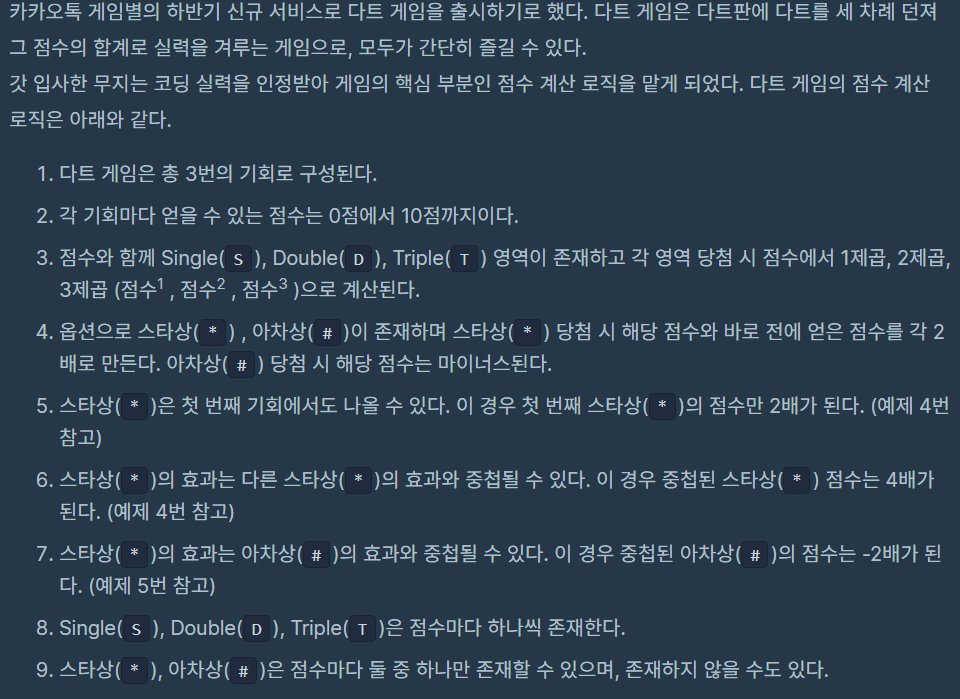 카카오톡 게임별의 하반기 신규 서비스로 다트 게임을 출시하기로 했다. 다트 게임은 다트판에 다트를 세 차례 던져
그 점수의 합계로 실력을 겨루는 게임으로, 모두가 간단히 즐길 수 있다.
갓 입사한 무지는 코딩 실력을 인정받아 게임의 핵심 부분인 점수 계산 로직을 맡게 되었다. 다트 게임의 점수 계산
로직은 아래와 같다.
1. 다트 게임은 총 3번의 기회로 구성된다.
2. 각 기회마다 얻을 수 있는 점수는 0점에서 10점까지이다.
3. 점수와 함께 Single( S ), Double( D ), Triple( T ) 영역이 존재하고 각 영역 당첨 시 점수에서 1제곱, 2제곱,
3제곱 (점수¹ , 점수² , 점수³ )으로 계산된다.
4. 옵션으로 스타상( * ) , 아차상( # )이 존재하며 스타상( * ) 당첨 시 해당 점수와 바로 전에 얻은 점수를 각 2
배로 만든다. 아차상( # ) 당첨 시 해당 점수는 마이너스된다.
5. 스타상( * )은 첫 번째 기회에서도 나올 수 있다. 이 경우 첫 번째 스타상( * )의 점수만 2배가 된다. (예제 4번
참고)
6. 스타상( * )의 효과는 다른 스타상( * )의 효과와 중첩될 수 있다. 이 경우 중첩된 스타상( * ) 점수는 4배가
된다. (예제 4번 참고)
7. 스타상( * )의 효과는 아차상( # )의 효과와 중첩될 수 있다. 이 경우 중첩된 아차상( # )의 점수는 -2배가 된
다. (예제 5번 참고)
8. Single( S ), Double( D ), Triple( T )은 점수마다 하나씩 존재한다.
9. 스타상( * ), 아차상( # )은 점수마다 둘 중 하나만 존재할 수 있으며, 존재하지 않을 수도 있다.